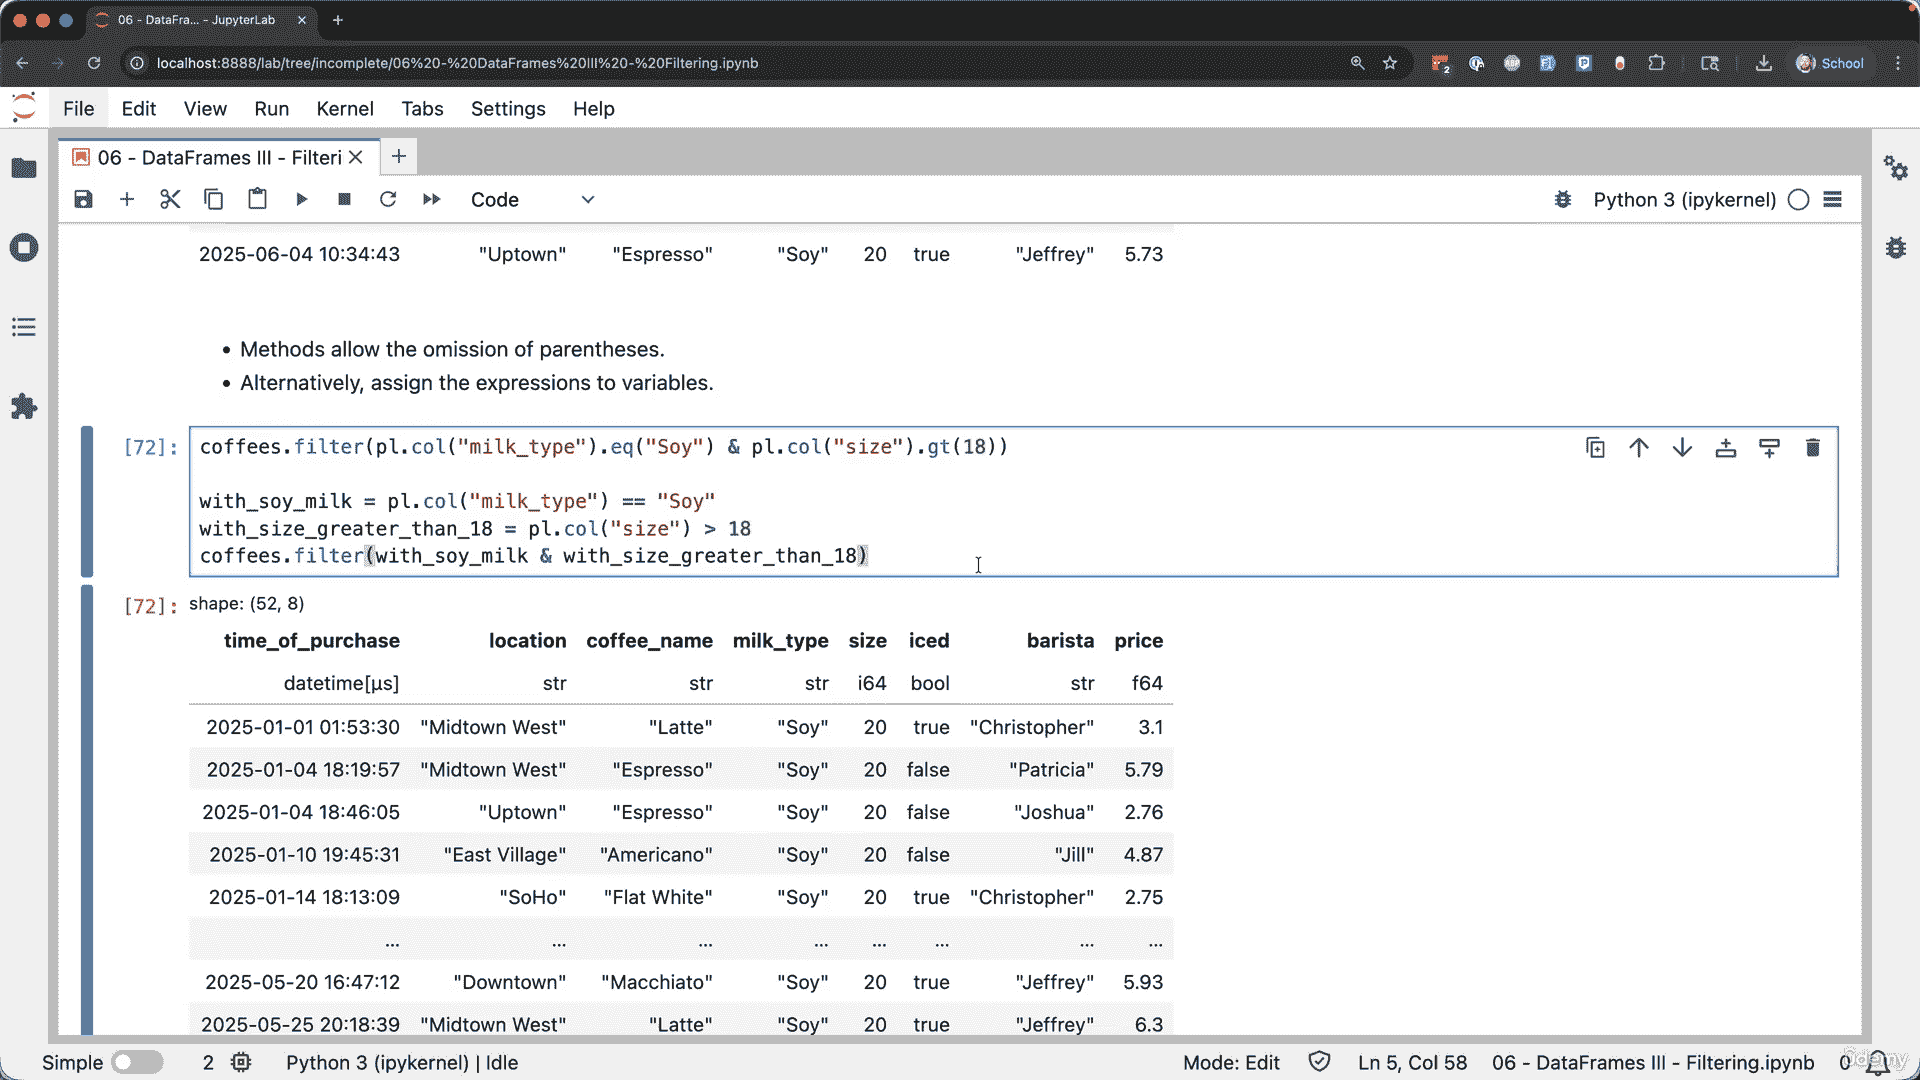 06 - DataFra... - JupyterLab
localhost:8888/lab/tree/incomplete/06%20-%20DataFrames%20III%20-%20Filtering.ipynb
2
School
File Edit View Run Kernel Tabs Settings Help
06 - DataFrames III - Filteri
Code
Python 3 (ipykernel)
2025-06-04 10:34:43 "Uptown" "Espresso" "Soy" 20 true "Jeffrey" 5.73
• Methods allow the omission of parentheses.
• Alternatively, assign the expressions to variables.
[72]: coffees.filter(pl.col("milk_type").eq("Soy") & pl.col("size").gt(18))
with_soy_milk = pl.col("milk_type") == "Soy"
with_size_greater_than_18 = pl.col("size") > 18
coffees.filter(with_soy_milk & with_size_greater_than_18)
[72]: shape: (52, 8)
time_of_purchase location coffee_name milk_type size iced barista price
datetime[μs] str str str i64 bool str f64
2025-01-01 01:53:30 "Midtown West" "Latte" "Soy" 20 true "Christopher" 3.1
2025-01-04 18:19:57 "Midtown West" "Espresso" "Soy" 20 false "Patricia" 5.79
2025-01-04 18:46:05 "Uptown" "Espresso" "Soy" 20 false "Joshua" 2.76
2025-01-10 19:45:31 "East Village" "Americano" "Soy" 20 false "Jill" 4.87
2025-01-14 18:13:09 "SoHo" "Flat White" "Soy" 20 true "Christopher" 2.75
... ... ... ... ... ... ... ...
2025-05-20 16:47:12 "Downtown" "Macchiato" "Soy" 20 true "Jeffrey" 5.93
2025-05-25 20:18:39 "Midtown West" "Latte" "Soy" 20 true "Jeffrey" 6.3
Simple 2 Python 3 (ipykernel) | Idle Mode: Edit Ln 5, Col 58 06 - DataFrames III - Filtering.ipynb 0
Udemy